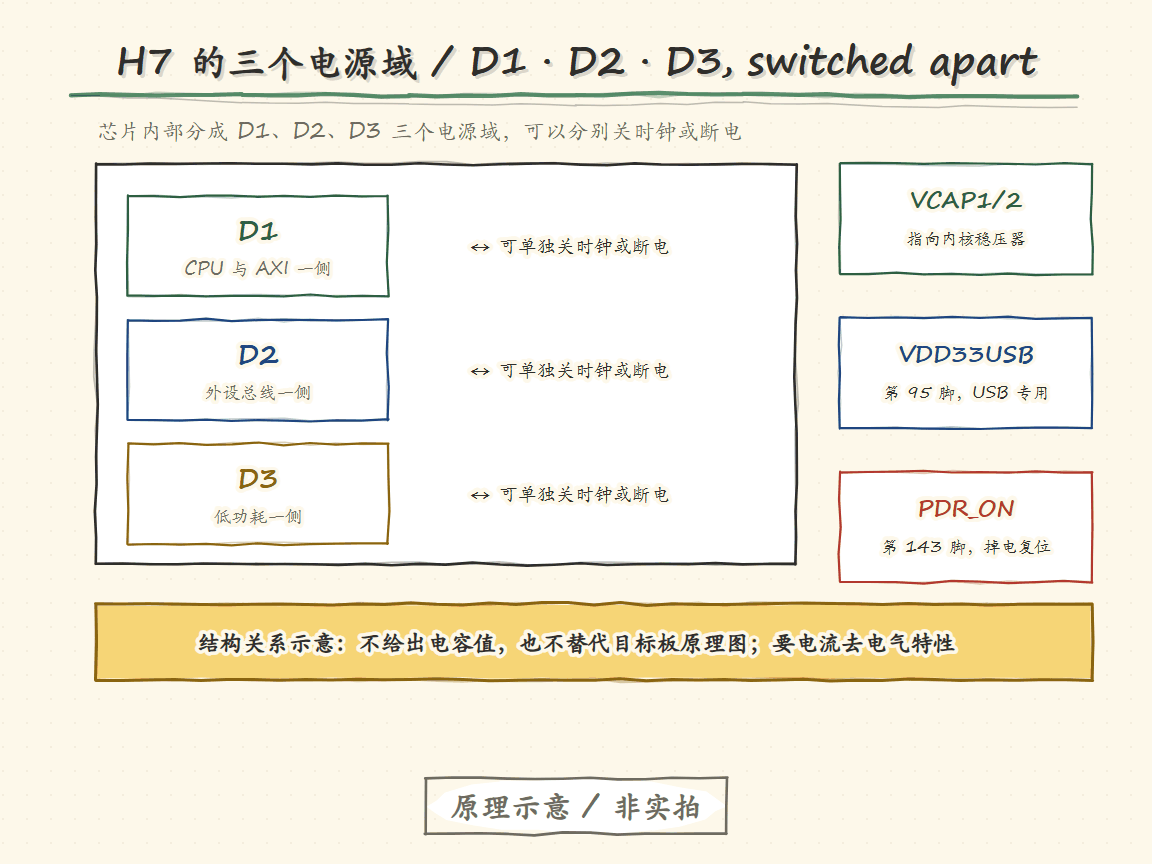 H7 的三个电源域 / D1 · D2 · D3, switched apart
芯片内部分成 D1、D2、D3 三个电源域，可以分别关时钟或断电
D1
CPU 与 AXI 一侧
↔ 可单独关时钟或断电
D2
外设总线一侧
↔ 可单独关时钟或断电
D3
低功耗一侧
↔ 可单独关时钟或断电
VCAP1/2
指向内核稳压器
VDD33USB
第 95 脚，USB 专用
PDR_ON
第 143 脚，掉电复位
结构关系示意：不给出电容值，也不替代目标板原理图；要电流去电气特性
原理示意 / 非实拍